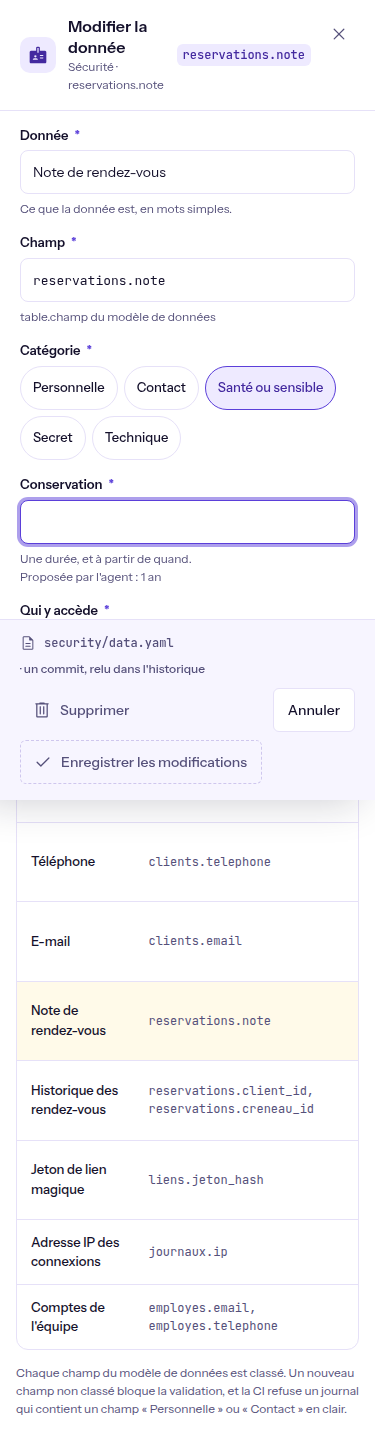 Modifier la
donnée
Sécurité ·
reservations.note
reservations.note
Donnée *
Note de rendez-vous
Ce que la donnée est, en mots simples.
Champ *
reservations.note
table.champ du modèle de données
Catégorie *
Personnelle
Contact
Santé ou sensible
Secret
Technique
Conservation *
Une durée, et à partir de quand.
Proposée par l'agent : 1 an
Qui y accède *
security/data.yaml
· un commit, relu dans l'historique
Supprimer
Annuler
Enregistrer les modifications
Téléphone
clients.telephone
E-mail
clients.email
Note de
rendez-vous
reservations.note
Historique des
rendez-vous
reservations.client_id,
reservations.creneau_id
Jeton de lien
magique
liens.jeton_hash
Adresse IP des
connexions
journaux.ip
Comptes de
l'équipe
employes.email,
employes.telephone
Chaque champ du modèle de données est classé. Un nouveau
champ non classé bloque la validation, et la CI refuse un journal
qui contient un champ « Personnelle » ou « Contact » en clair.